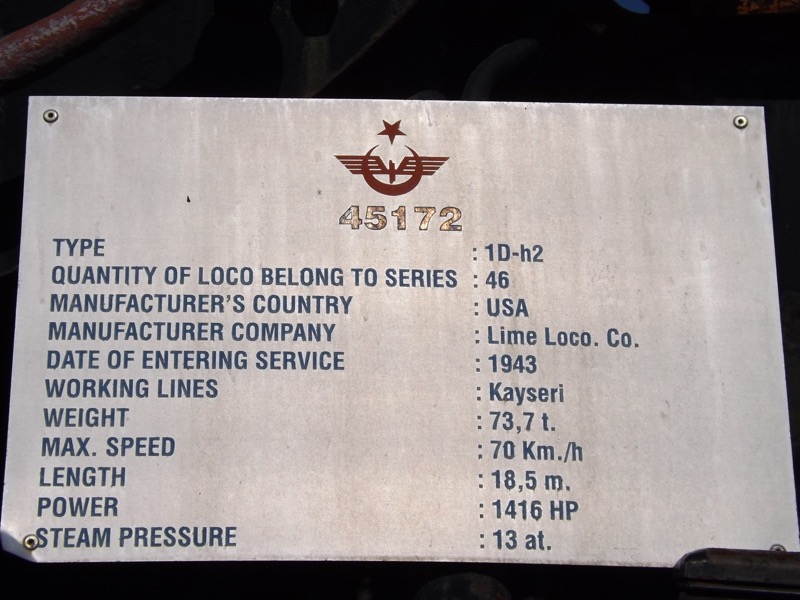 45172
TYPE : 1D-h2
QUANTITY OF LOCO BELONG TO SERIES : 46
MANUFACTURER'S COUNTRY : USA
MANUFACTURER COMPANY : Lime Loco. Co.
DATE OF ENTERING SERVICE : 1943
WORKING LINES : Kayseri
WEIGHT : 73,7 t.
MAX. SPEED : 70 Km./h
LENGTH : 18,5 m.
POWER : 1416 HP
STEAM PRESSURE : 13 at.